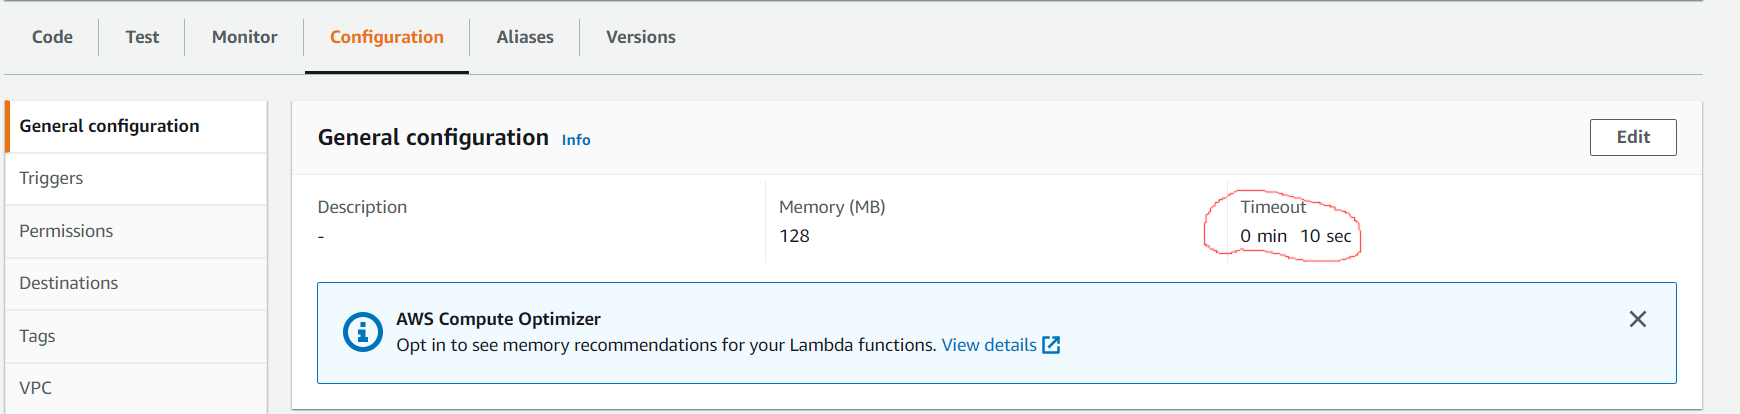 Code Test Monitor Configuration Aliases Versions
General configuration
Triggers
Permissions
Destinations
Tags
VPC
General configuration Info
Edit
Description
-
Memory (MB)
128
Timeout
0 min 10 sec
AWS Compute Optimizer
Opt in to see memory recommendations for your Lambda functions. View details